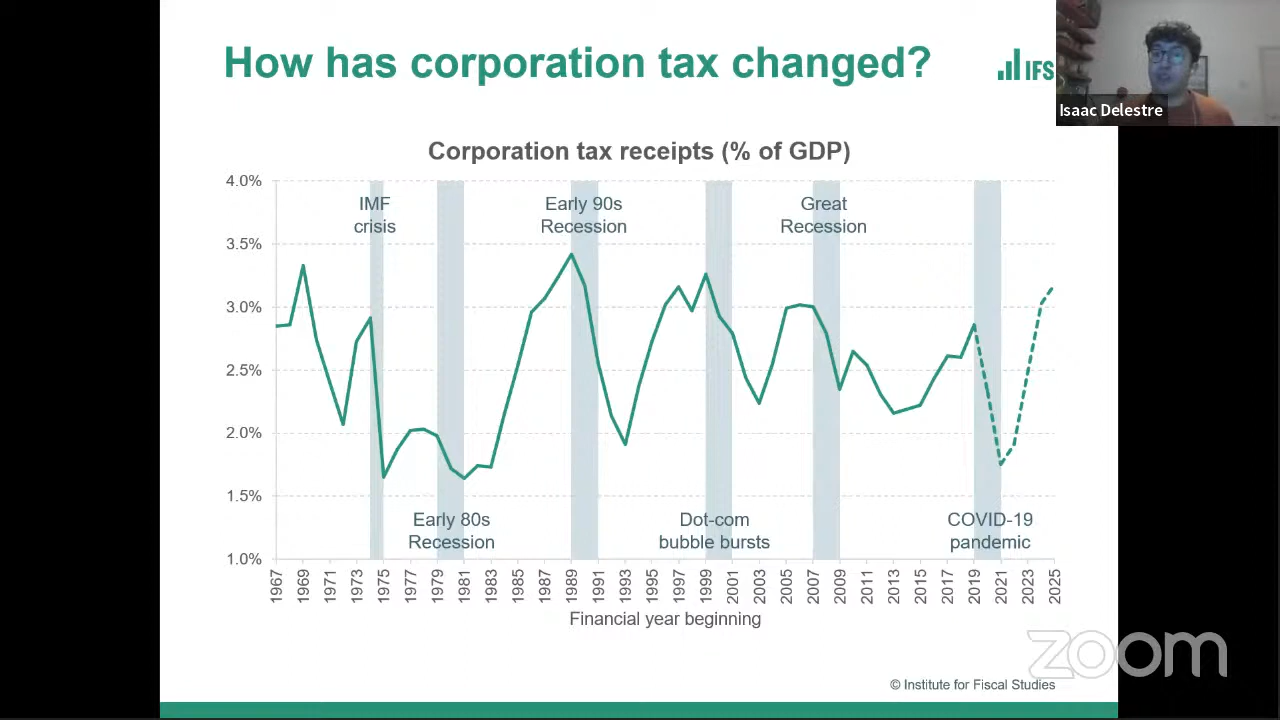 How has corporation tax changed?
IFS
Isaac Delestre
Corporation tax receipts (% of GDP)
4.0%
3.5%
3.0%
2.5%
2.0%
1.5%
1.0%
IMF
crisis
Early 90s
Recession
Great
Recession
Early 80s
Recession
Dot-com
bubble bursts
COVID-19
pandemic
1967
1969
1971
1973
1975
1977
1979
1981
1983
1985
1987
1989
1991
1993
1995
1997
1999
2001
2003
2005
2007
2009
2011
2013
2015
2017
2019
2021
2023
2025
Financial year beginning
zoom
© Institute for Fiscal Studies